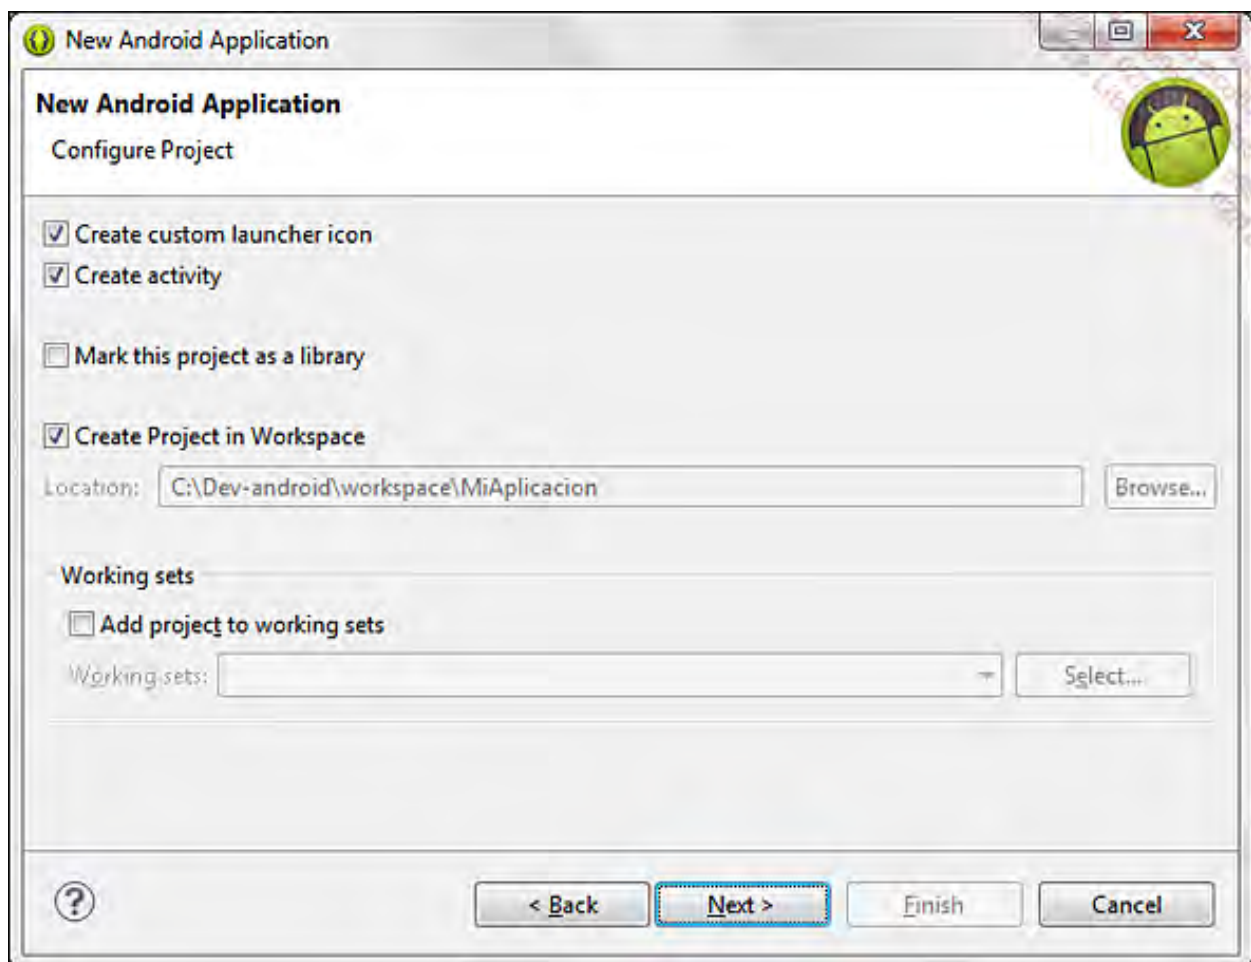 New Android Application
New Android Application
Configure Project
Create custom launcher icon
Create activity
Mark this project as a library
Create Project in Workspace
Location: C:\Dev-android\workspace\MiAplicacion Browse...
Working sets
Add project to working sets
Working sets: Select...
? < Back Next > Finish Cancel